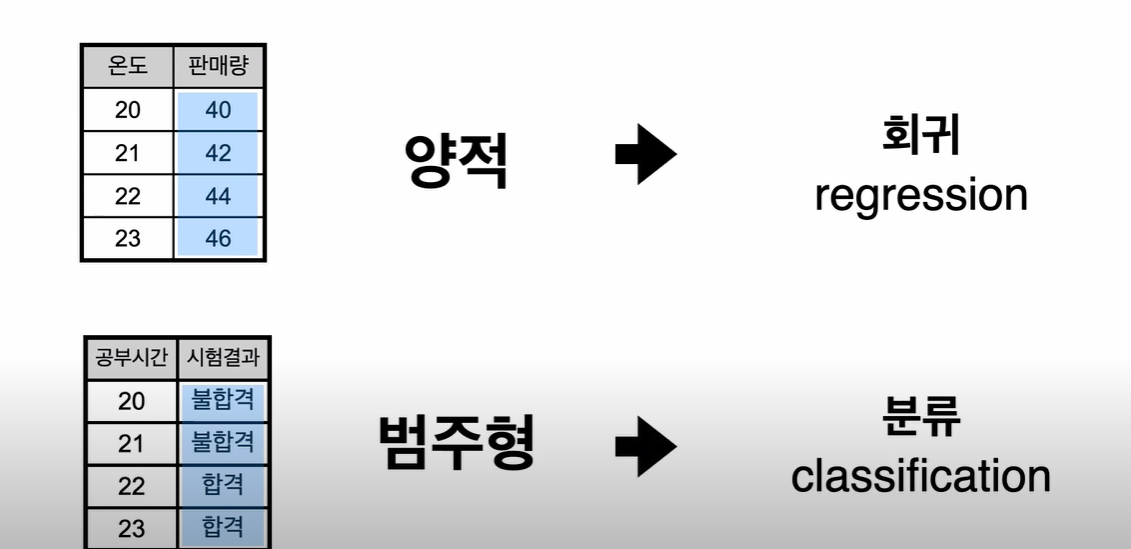 온도 판매량
20 40
21 42
22 44
23 46
양적
회귀
regression
공부시간 시험결과
20 불합격
21 불합격
22 합격
23 합격
범주형
분류
classification